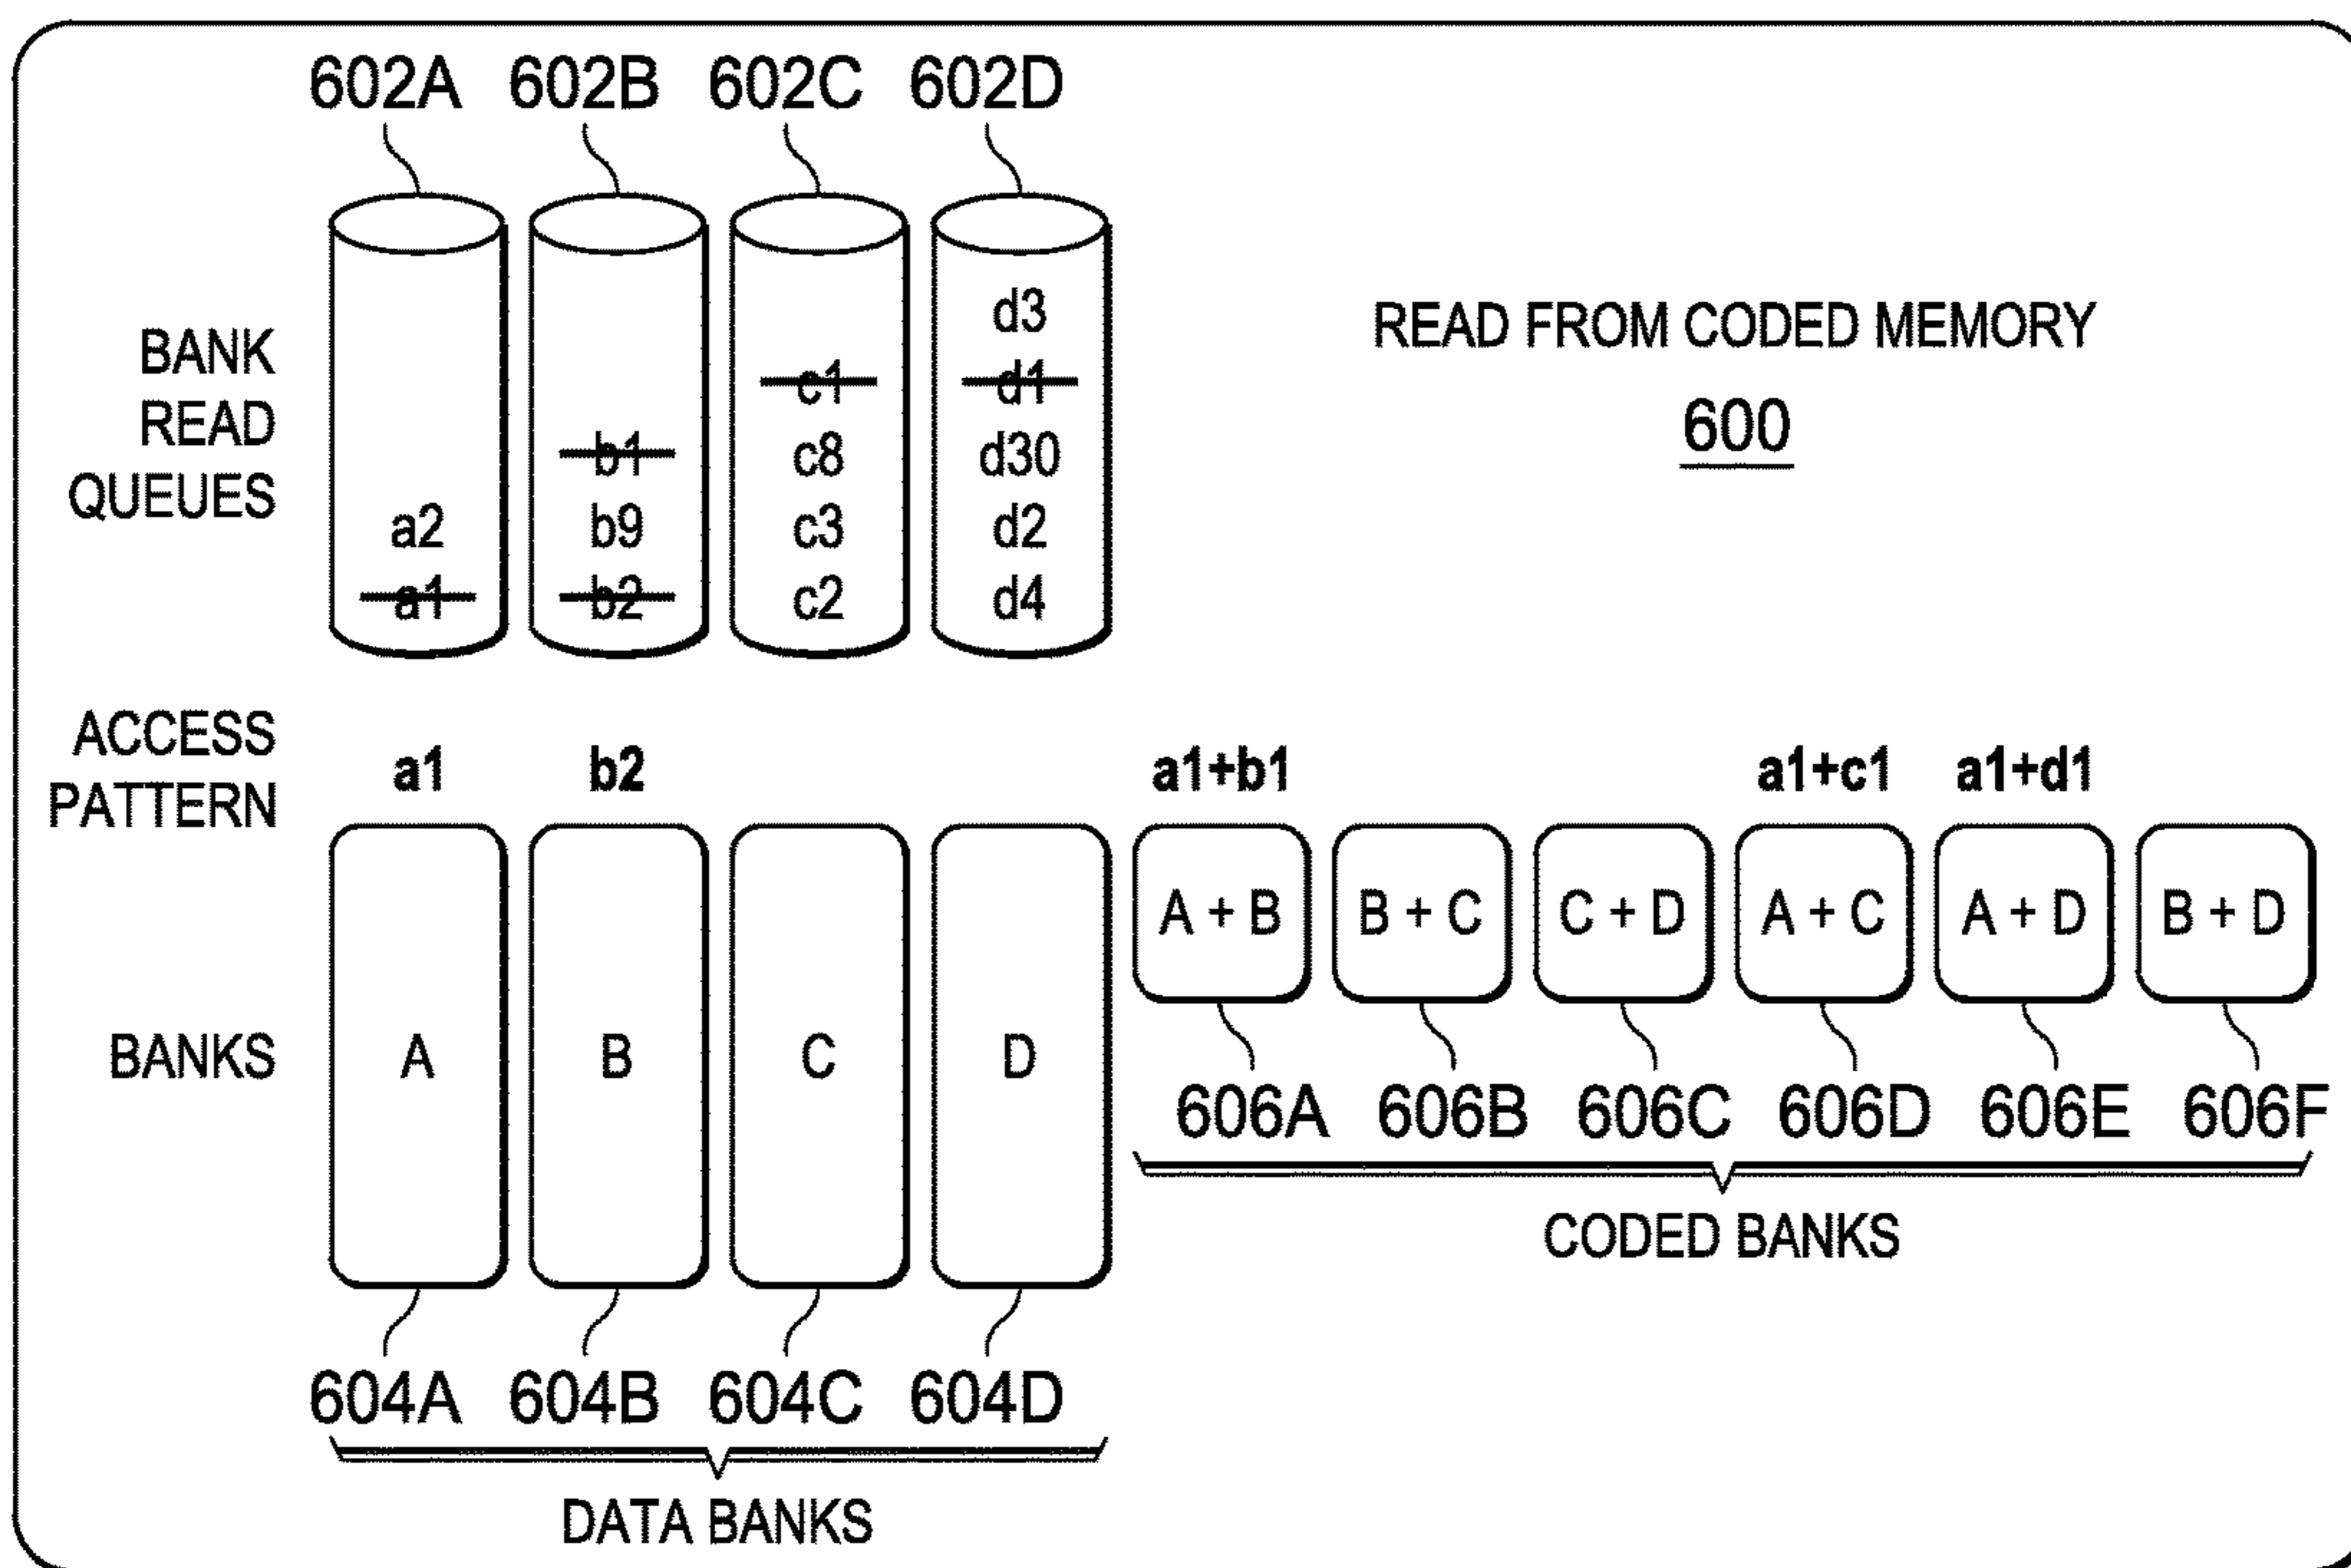 602A 602B 602C 602D
BANK
READ
QUEUES
d3
c1 d1
b1 c8 d30
a2 b9 c3 d2
a1 b2 c2 d4
READ FROM CODED MEMORY
600
ACCESS
PATTERN
a1 b2 a1+b1 a1+c1 a1+d1
A + B B + C C + D A + C A + D B + D
BANKS
A B C D
606A 606B 606C 606D 606E 606F
CODED BANKS
604A 604B 604C 604D
DATA BANKS